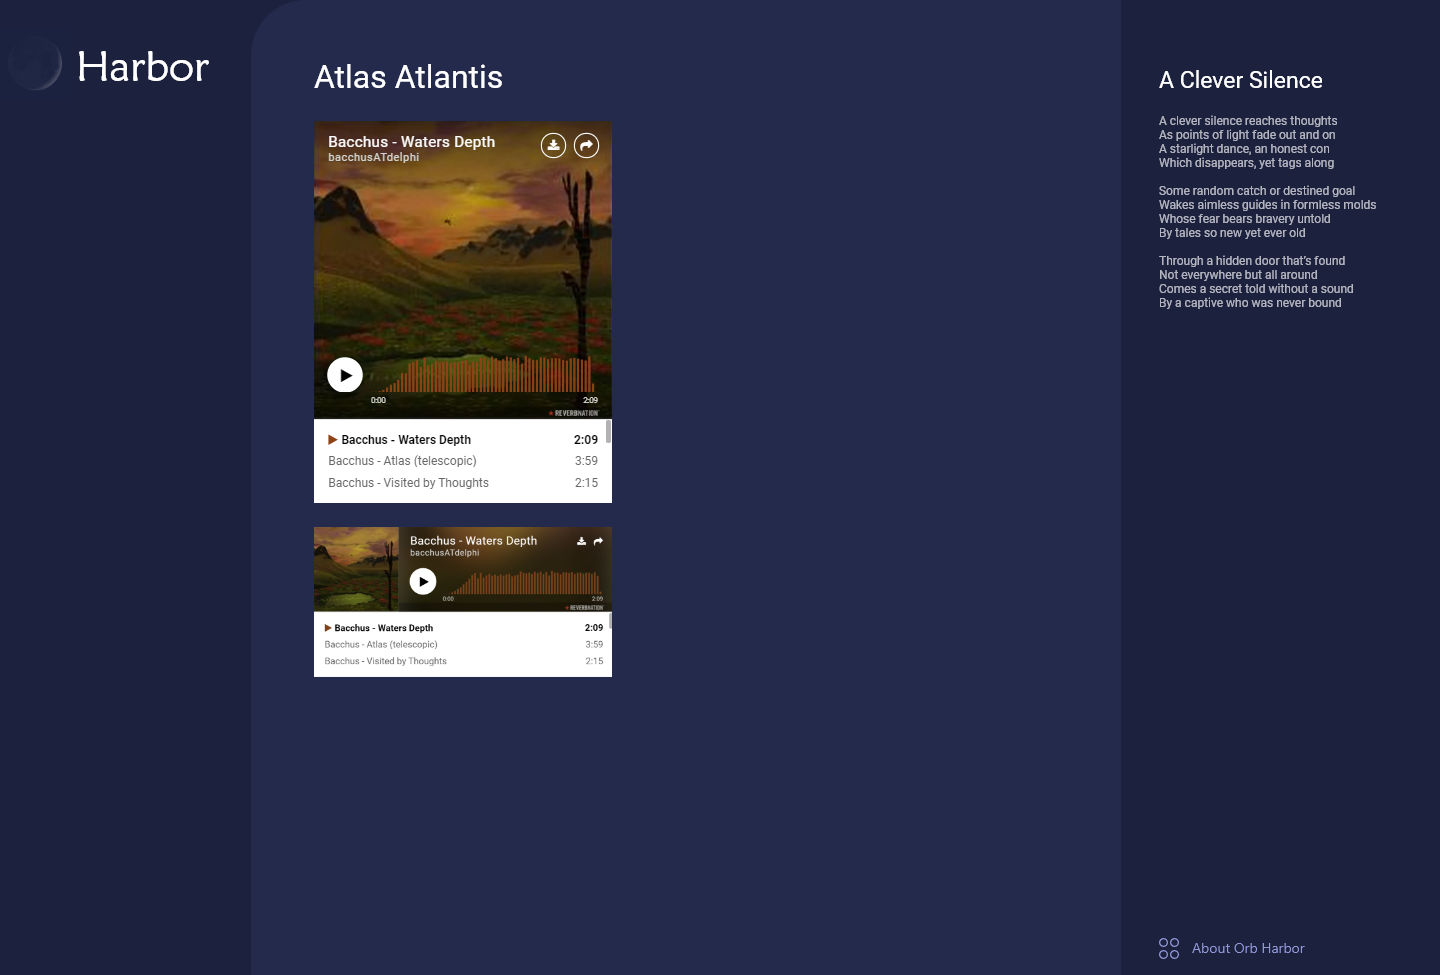 Harbor
Atlas Atlantis
Bacchus - Waters Depth
bacchusATdelphi
0:00
2:09
REVERBNATION
Bacchus - Waters Depth 2:09
Bacchus - Atlas (telescopic) 3:59
Bacchus - Visited by Thoughts 2:15
Bacchus - Waters Depth
bacchusATdelphi
0:00
2:09
REVERBNATION
Bacchus - Waters Depth 2:09
Bacchus - Atlas (telescopic) 3:59
Bacchus - Visited by Thoughts 2:15
A Clever Silence
A clever silence reaches thoughts
As points of light fade out and on
A starlight dance, an honest con
Which disappears, yet tags along
Some random catch or destined goal
Wakes aimless guides in formless molds
Whose fear bears bravery untold
By tales so new yet ever old
Through a hidden door that's found
Not everywhere but all around
Comes a secret told without a sound
By a captive who was never bound
About Orb Harbor